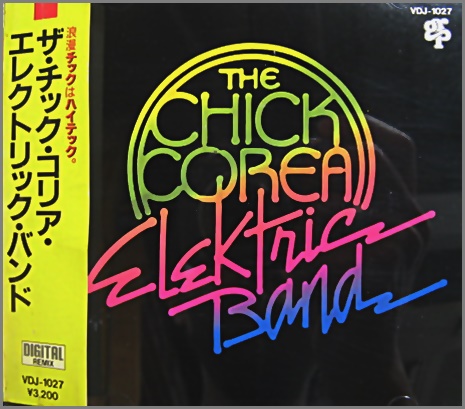 浪漫チックはハイテック。
ザ・チック・コリア・
エレクトリック・バンド
DIGITAL
REMIX
VDJ-1027
¥3,200
VDJ-1027
grp
THE
CHICK
COREA
Elektric
Band